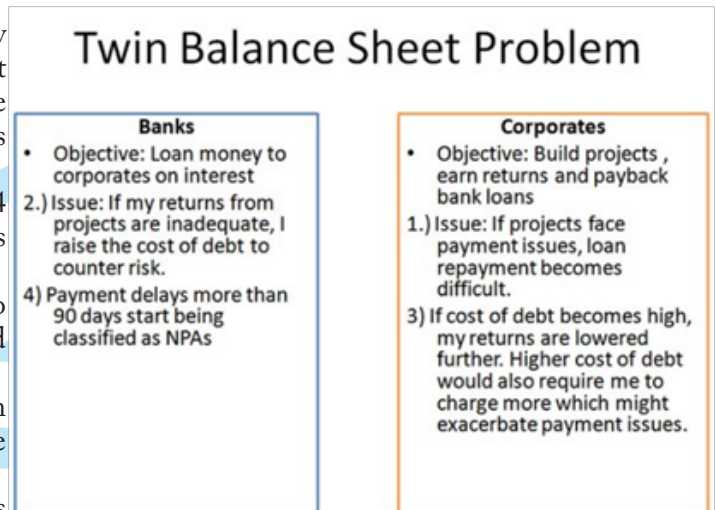 Twin Balance Sheet Problem
Banks
• Objective: Loan money to
corporates on interest
2.) Issue: If my returns from
projects are inadequate, I
raise the cost of debt to
counter risk.
4) Payment delays more than
90 days start being
classified as NPAs
Corporates
• Objective: Build projects ,
earn returns and payback
bank loans
1.) Issue: If projects face
payment issues, loan
repayment becomes
difficult.
3) If cost of debt becomes high,
my returns are lowered
further. Higher cost of debt
would also require me to
charge more which might
exacerbate payment issues.